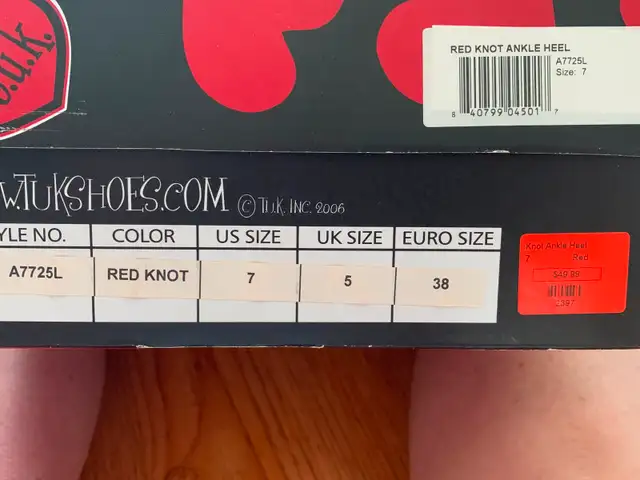 t.u.k.
RED KNOT ANKLE HEEL
A7725L
Size: 7
8 40799 04501 7
W.TUKSHOES.COM © T.U.K. INC. 2006
YLE NO. COLOR US SIZE UK SIZE EURO SIZE
A7725L RED KNOT 7 5 38
Knot Ankle Heel
7 Red
$49.99
2397